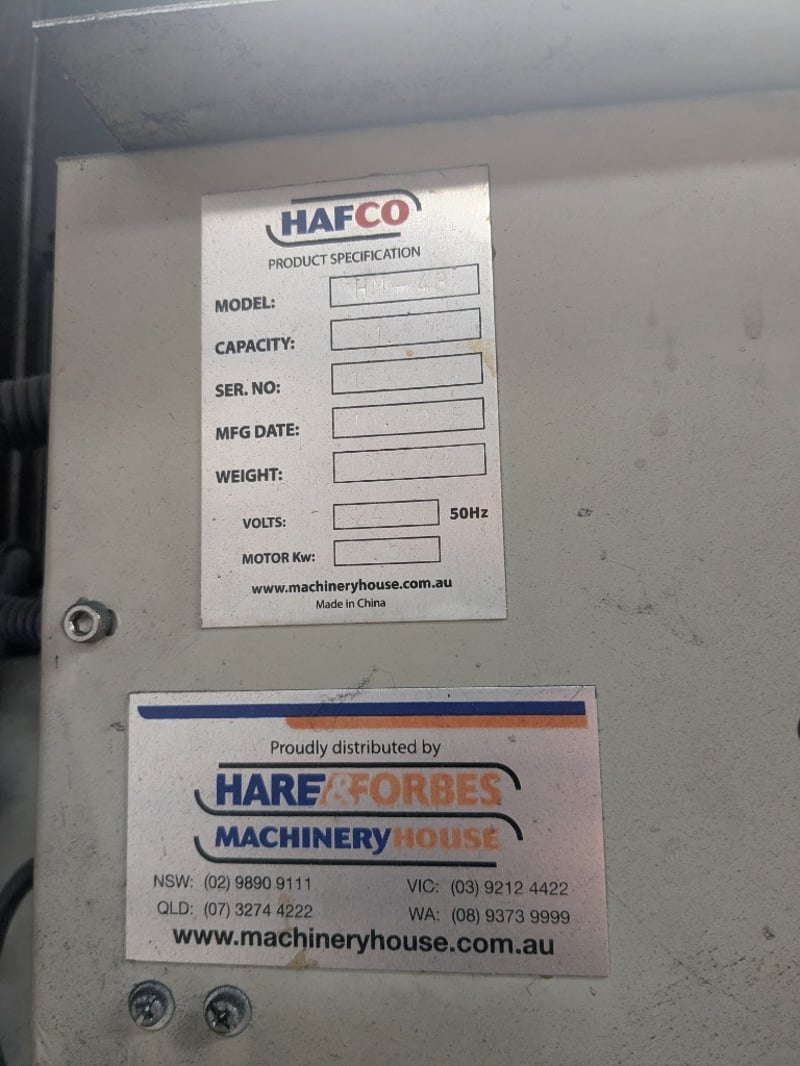 HAFCO
PRODUCT SPECIFICATION
MODEL: HM-48
CAPACITY:
SER. NO:
MFG DATE:
WEIGHT:
VOLTS: 50Hz
MOTOR Kw:
www.machineryhouse.com.au
Made in China
Proudly distributed by
HARE&FORBES
MACHINERYHOUSE
NSW: (02) 9890 9111 VIC: (03) 9212 4422
QLD: (07) 3274 4222 WA: (08) 9373 9999
www.machineryhouse.com.au